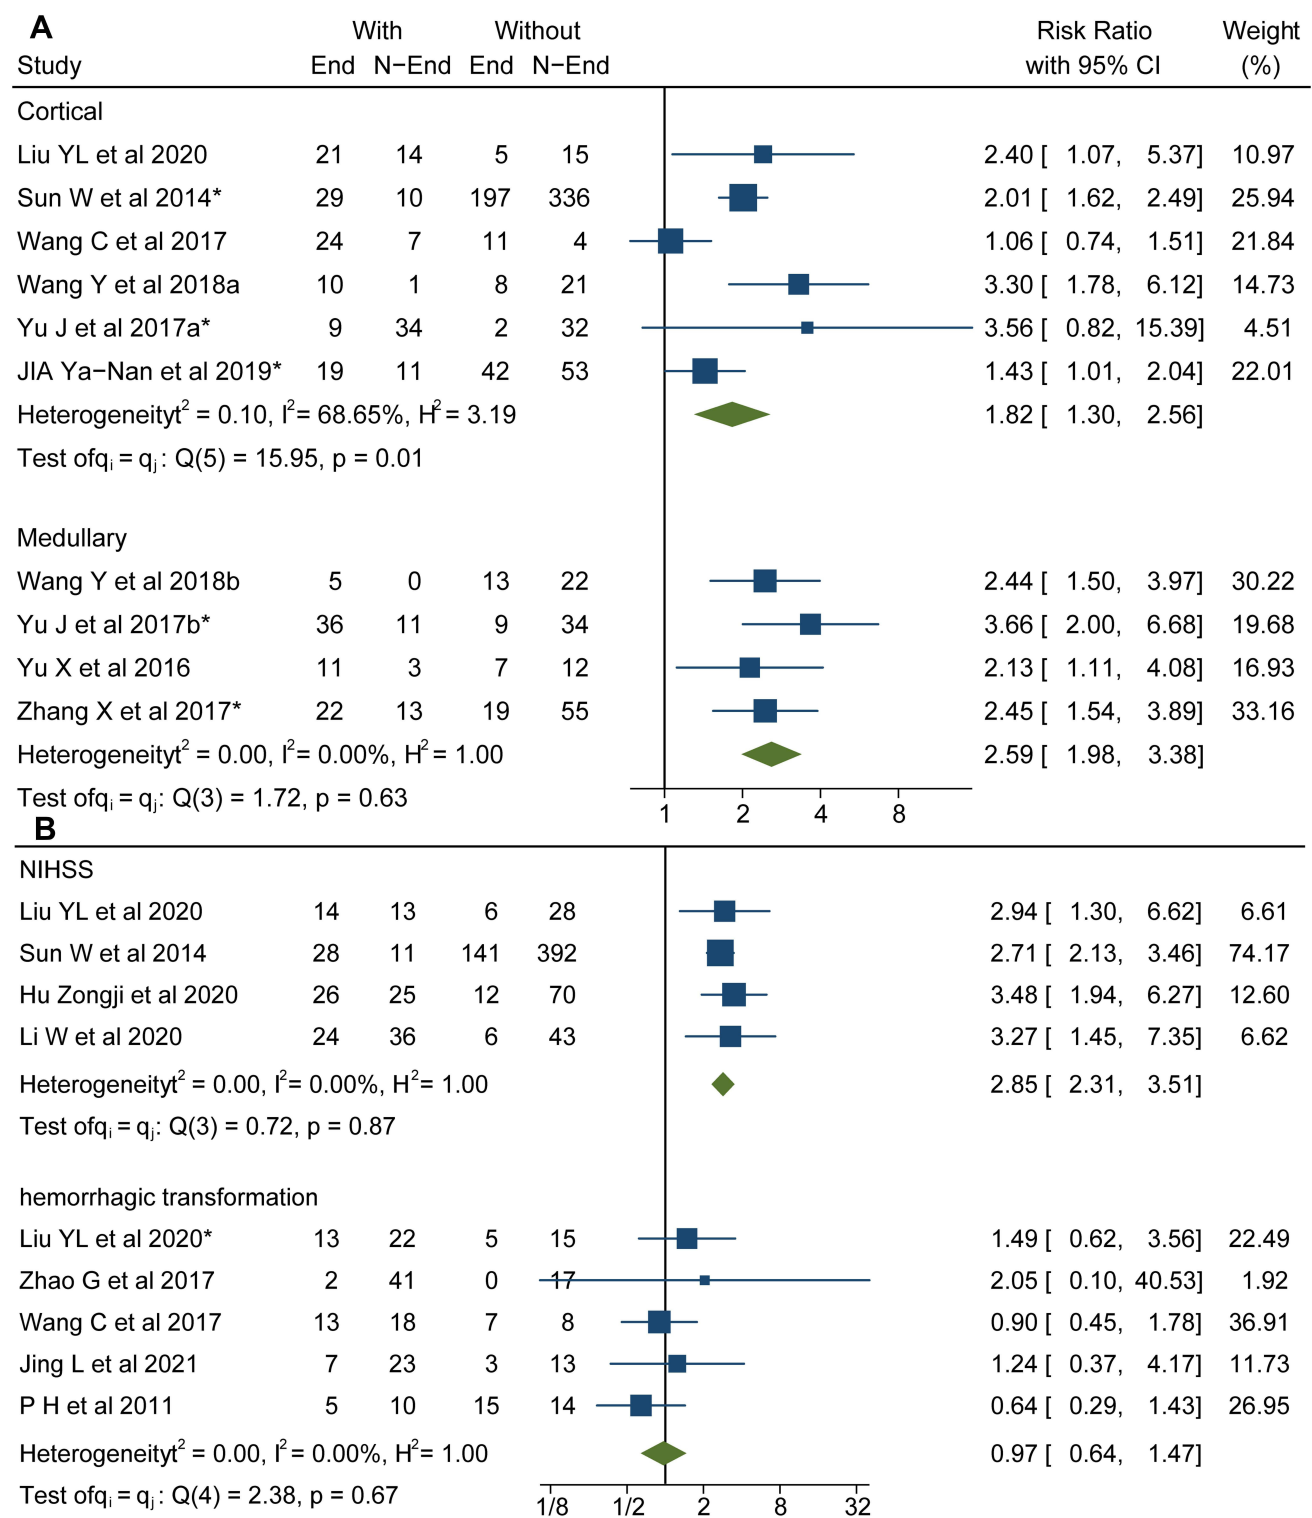 A With Without Risk Ratio Weight
Study End N−End End N−End with 95% CI (%)
Cortical
Liu YL et al 2020 21 14 5 15 2.40 [ 1.07, 5.37] 10.97
Sun W et al 2014* 29 10 197 336 2.01 [ 1.62, 2.49] 25.94
Wang C et al 2017 24 7 11 4 1.06 [ 0.74, 1.51] 21.84
Wang Y et al 2018a 10 1 8 21 3.30 [ 1.78, 6.12] 14.73
Yu J et al 2017a* 9 34 2 32 3.56 [ 0.82, 15.39] 4.51
JIA Ya−Nan et al 2019* 19 11 42 53 1.43 [ 1.01, 2.04] 22.01
Heterogeneityt² = 0.10, I² = 68.65%, H² = 3.19 1.82 [ 1.30, 2.56]
Test ofqᵢ = qⱼ: Q(5) = 15.95, p = 0.01
Medullary
Wang Y et al 2018b 5 0 13 22 2.44 [ 1.50, 3.97] 30.22
Yu J et al 2017b* 36 11 9 34 3.66 [ 2.00, 6.68] 19.68
Yu X et al 2016 11 3 7 12 2.13 [ 1.11, 4.08] 16.93
Zhang X et al 2017* 22 13 19 55 2.45 [ 1.54, 3.89] 33.16
Heterogeneityt² = 0.00, I² = 0.00%, H² = 1.00 2.59 [ 1.98, 3.38]
Test ofqᵢ = qⱼ: Q(3) = 1.72, p = 0.63
1 2 4 8
B
NIHSS
Liu YL et al 2020 14 13 6 28 2.94 [ 1.30, 6.62] 6.61
Sun W et al 2014 28 11 141 392 2.71 [ 2.13, 3.46] 74.17
Hu Zongji et al 2020 26 25 12 70 3.48 [ 1.94, 6.27] 12.60
Li W et al 2020 24 36 6 43 3.27 [ 1.45, 7.35] 6.62
Heterogeneityt² = 0.00, I² = 0.00%, H² = 1.00 2.85 [ 2.31, 3.51]
Test ofqᵢ = qⱼ: Q(3) = 0.72, p = 0.87
hemorrhagic transformation
Liu YL et al 2020* 13 22 5 15 1.49 [ 0.62, 3.56] 22.49
Zhao G et al 2017 2 41 0 17 2.05 [ 0.10, 40.53] 1.92
Wang C et al 2017 13 18 7 8 0.90 [ 0.45, 1.78] 36.91
Jing L et al 2021 7 23 3 13 1.24 [ 0.37, 4.17] 11.73
P H et al 2011 5 10 15 14 0.64 [ 0.29, 1.43] 26.95
Heterogeneityt² = 0.00, I² = 0.00%, H² = 1.00 0.97 [ 0.64, 1.47]
Test ofqᵢ = qⱼ: Q(4) = 2.38, p = 0.67
1/8 1/2 2 8 32